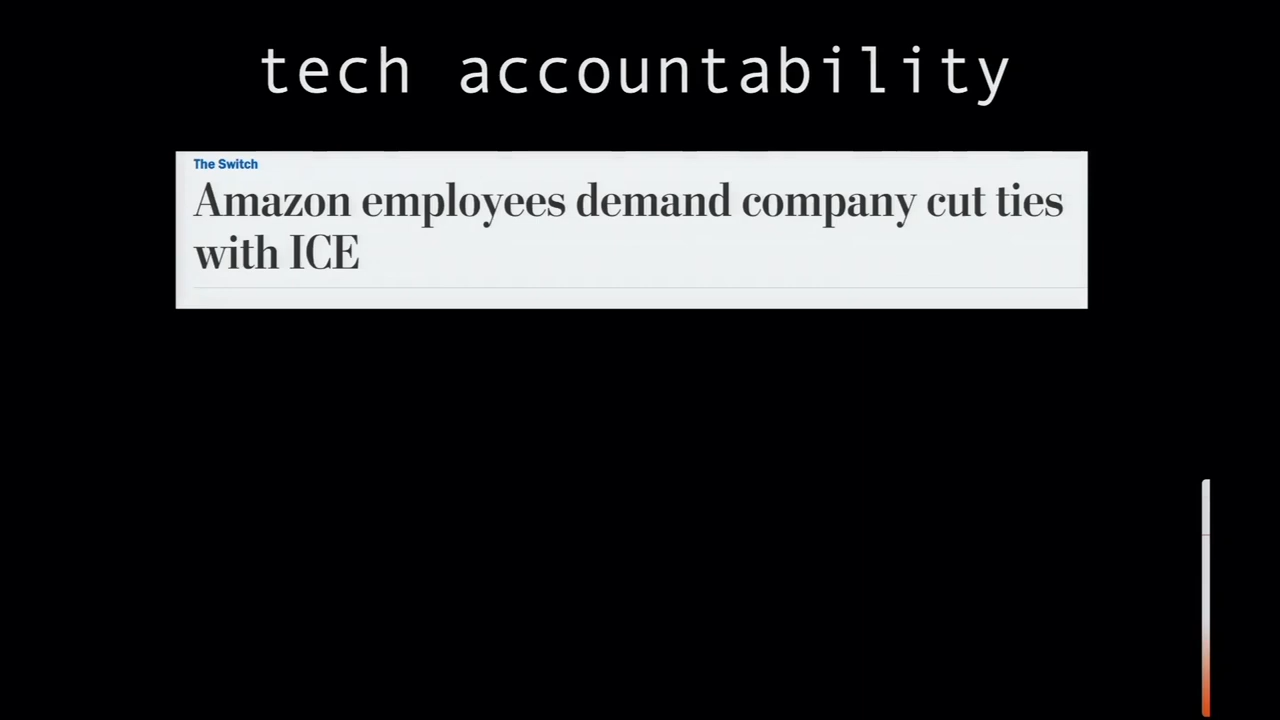 tech accountability
The Switch
Amazon employees demand company cut ties
with ICE